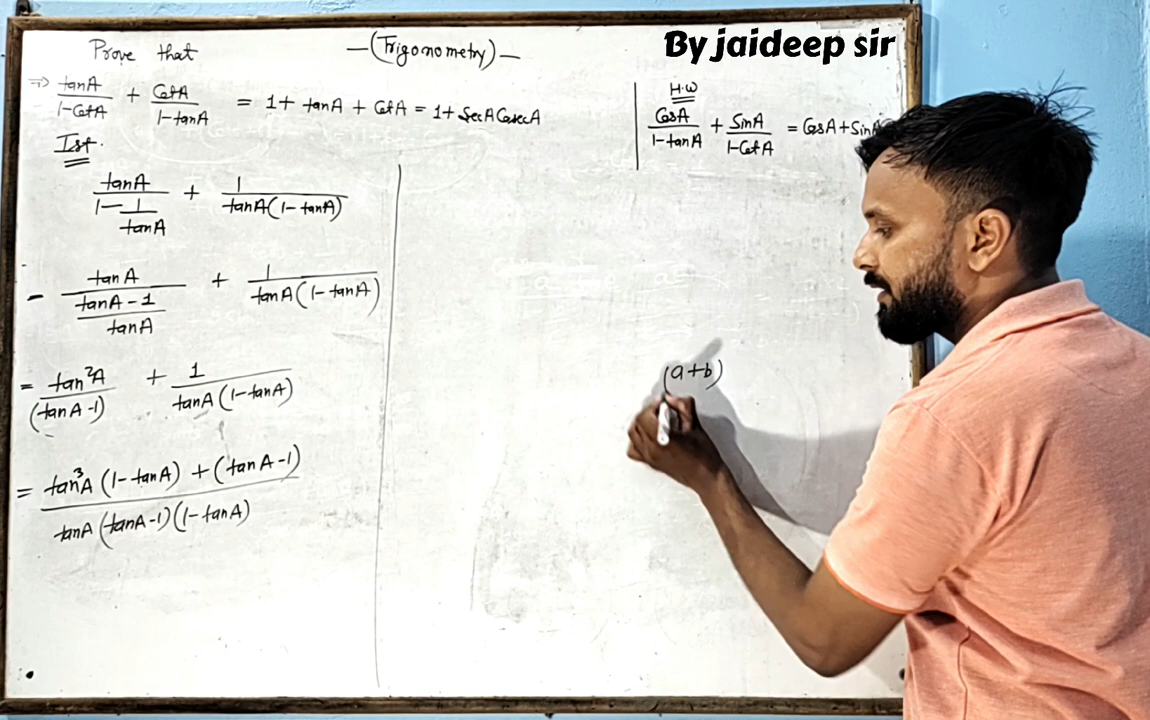 By jaideep sir
Prove that
—(Trigonometry)—
⇒ tanA/(1-CotA) + CotA/(1-tanA) = 1 + tanA + CotA = 1 + SecA CosecA
H.W
CosA/(1-tanA) + SinA/(1-CotA) = CosA + SinA
Ist.
tanA/(1 - 1/tanA) + 1/(tanA(1-tanA))
- tanA/((tanA - 1)/tanA) + 1/(tanA(1-tanA))
= tan²A/(tanA-1) + 1/(tanA(1-tanA))
= (tan³A(1-tanA) + (tanA-1))/(tanA(tanA-1)(1-tanA))
(a+b)